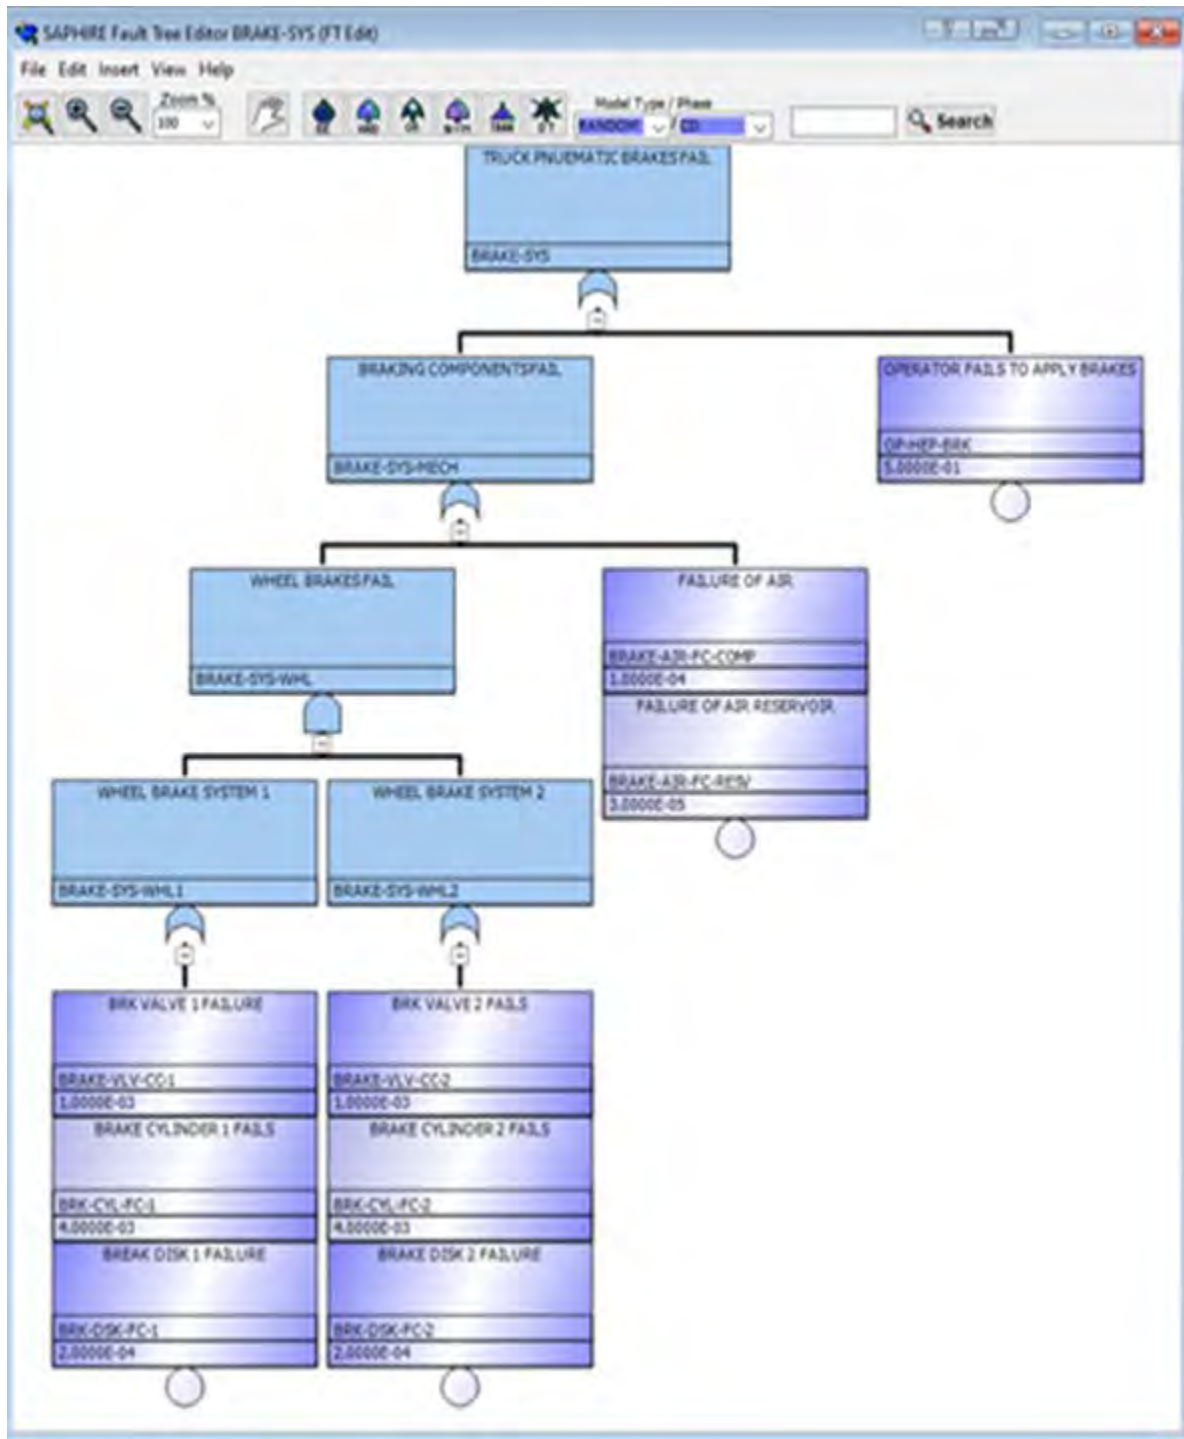 SAPHIRE Fault Tree Editor BRAKE-SYS (FT Edit)
File Edit Insert View Help
Zoom %
100
Model Type / Phase
RANDOM / CD
Search
BE AND OR N/M TRAN
TRUCK PNUEMATIC BRAKES FAIL
BRAKE-SYS
BRAKING COMPONENTSFAIL
BRAKE-SYS-MECH
OPERATOR FAILS TO APPLY BRAKES
OP-HEP-BRK
5.0000E-01
WHEEL BRAKES FAIL
BRAKE-SYS-WHL
FAILURE OF AIR
BRAKE-AIR-FC-COMP
1.0000E-04
FAILURE OF AIR RESERVOIR
BRAKE-AIR-FC-RESV
3.0000E-05
WHEEL BRAKE SYSTEM 1
BRAKE-SYS-WHL1
WHEEL BRAKE SYSTEM 2
BRAKE-SYS-WHL2
BRK VALVE 1 FAILURE
BRAKE-VLV-CC-1
1.0000E-03
BRAKE CYLINDER 1 FAILS
BRK-CYL-FC-1
4.0000E-03
BREAK DISK 1 FAILURE
BRK-DSK-FC-1
2.0000E-04
BRK VALVE 2 FAILS
BRAKE-VLV-CC-2
1.0000E-03
BRAKE CYLINDER 2 FAILS
BRK-CYL-FC-2
4.0000E-03
BRAKE DISK 2 FAILURE
BRK-DSK-FC-2
2.0000E-04